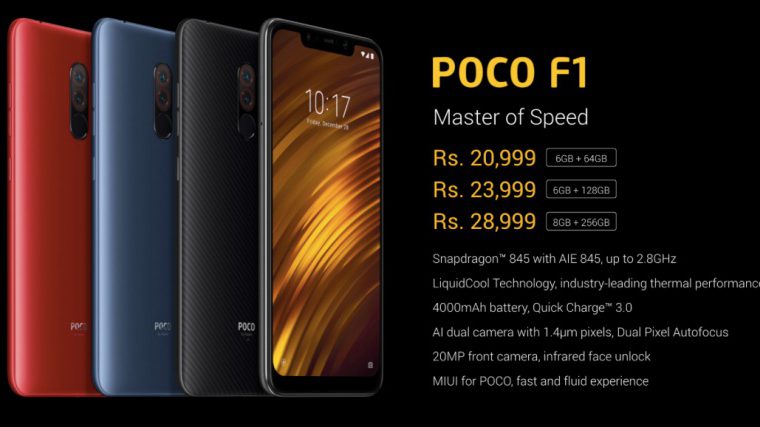 POCO F1
Master of Speed
Rs. 20,999 6GB + 64GB
Rs. 23,999 6GB + 128GB
Rs. 28,999 8GB + 256GB
Snapdragon™ 845 with AIE 845, up to 2.8GHz
LiquidCool Technology, industry-leading thermal performance
4000mAh battery, Quick Charge™ 3.0
AI dual camera with 1.4μm pixels, Dual Pixel Autofocus
20MP front camera, infrared face unlock
MIUI for POCO, fast and fluid experience
10:17
Friday, December 28
POCO
POCO
POCO